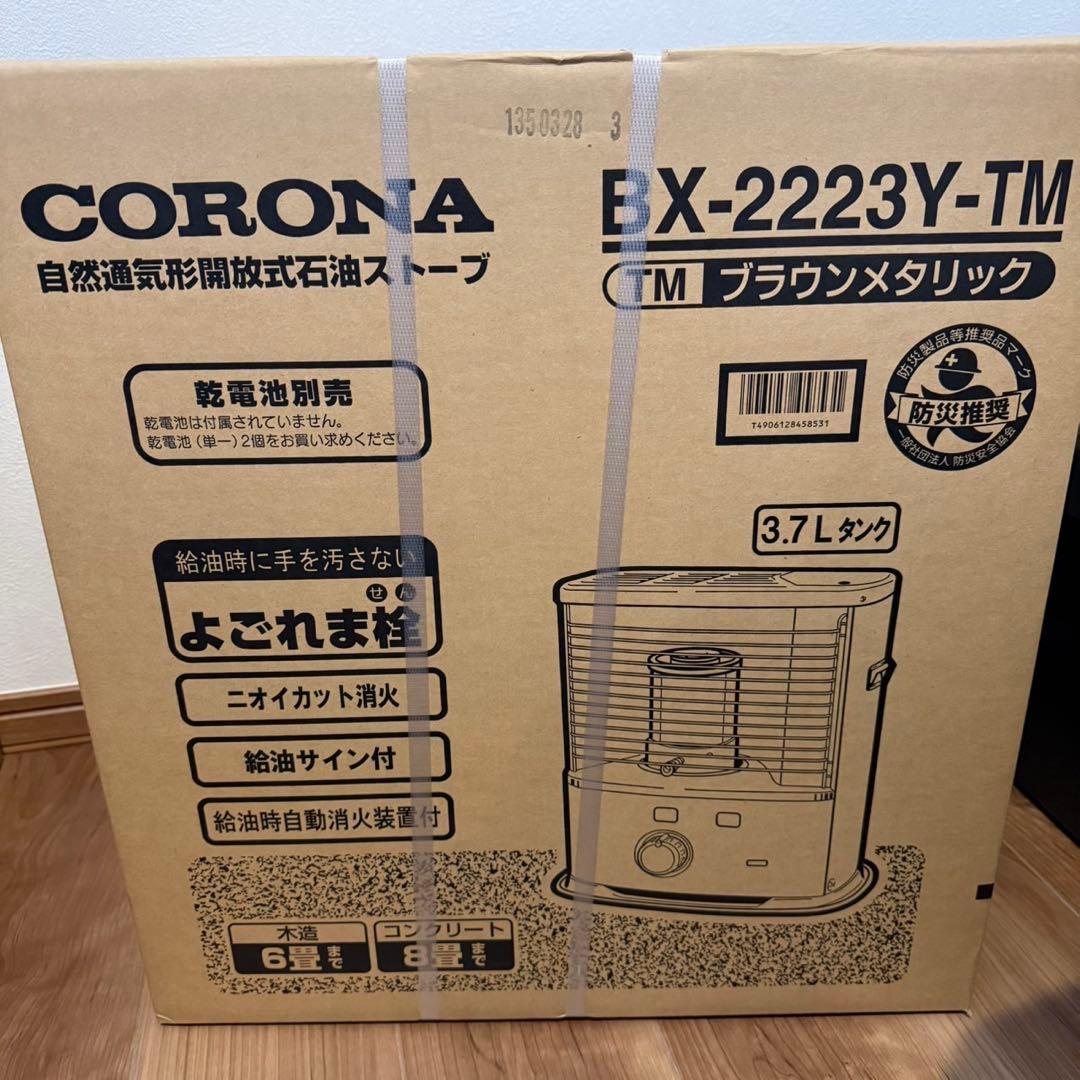 1350328 3
CORONA
自然通気形開放式石油ストーブ
BX-2223Y-TM
TM ブラウンメタリック
乾電池別売
乾電池は付属されていません。
乾電池(単一)2個をお買い求めください。
T4906128458531
防災製品等推奨品マーク
防災推奨
一般社団法人 防災安全協会
3.7Lタンク
給油時に手を汚さない
せん
よごれま栓
ニオイカット消火
給油サイン付
給油時自動消火装置付
木造
6畳まで
コンクリート
8畳まで